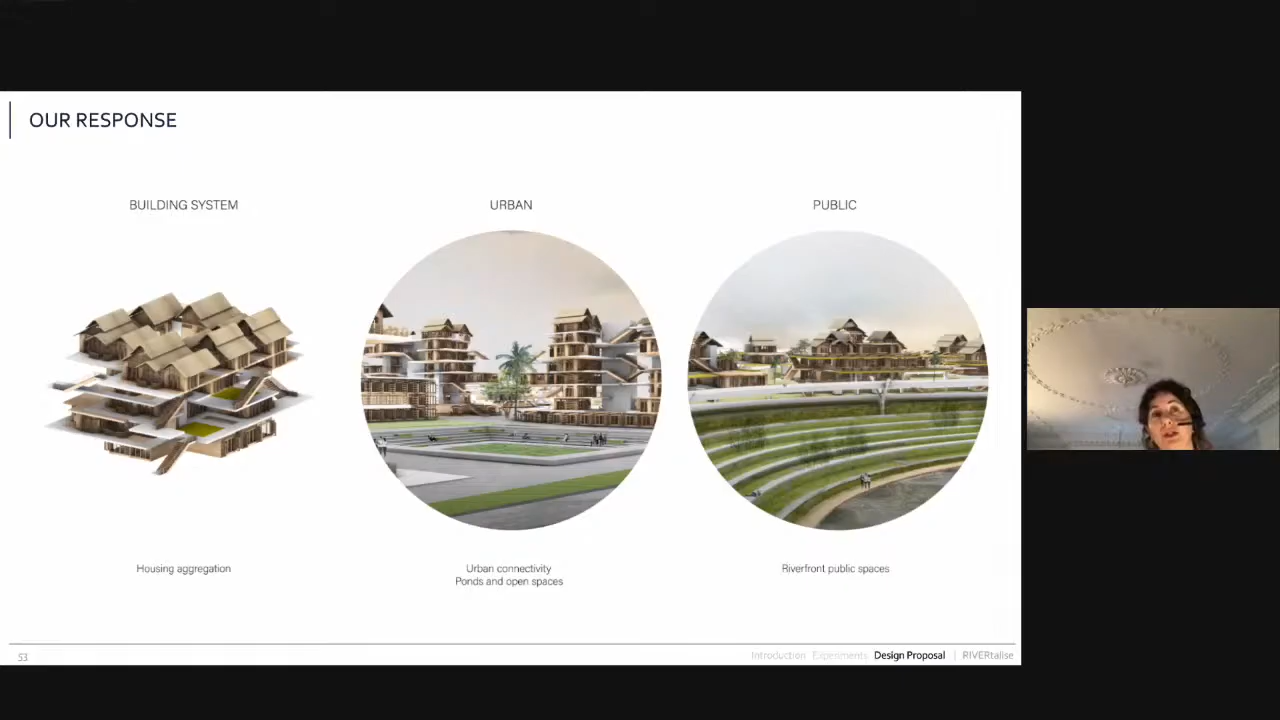 OUR RESPONSE
BUILDING SYSTEM
URBAN
PUBLIC
Housing aggregation
Urban connectivity
Ponds and open spaces
Riverfront public spaces
53
Introduction Experiments Design Proposal | RIVERtalise